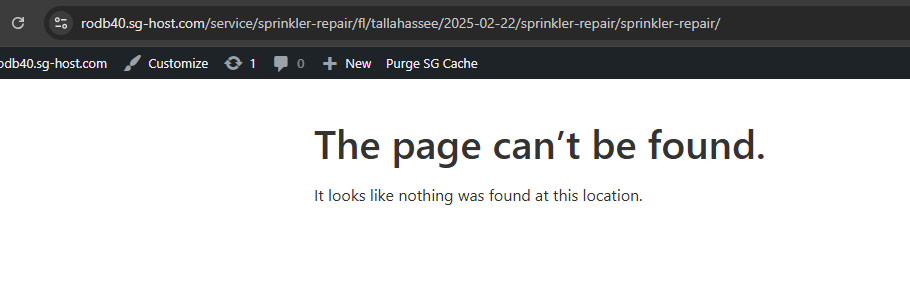 rodb40.sg-host.com/service/sprinkler-repair/fl/tallahassee/2025-02-22/sprinkler-repair/sprinkler-repair/
odb40.sg-host.com Customize 1 0 New Purge SG Cache
The page can’t be found.
It looks like nothing was found at this location.